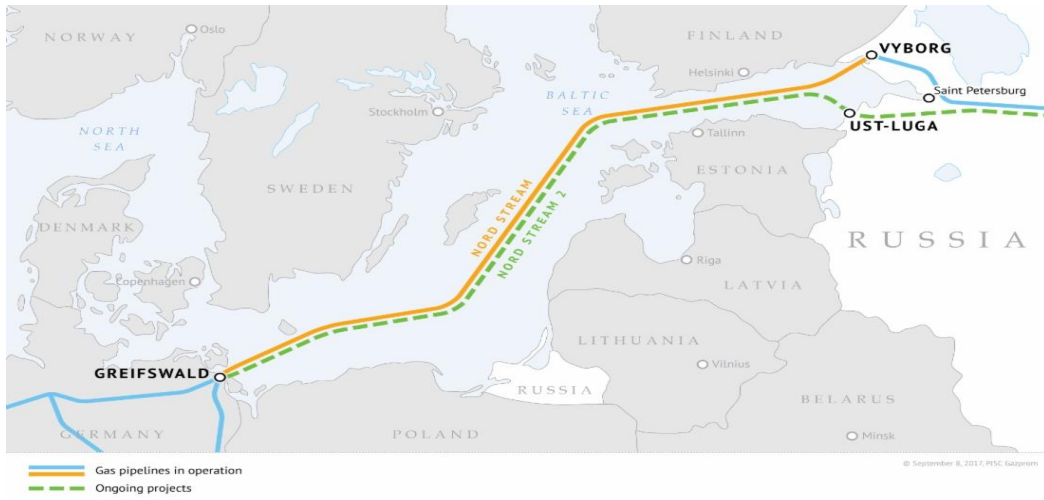 NORWAY
Oslo
FINLAND
VYBORG
Helsinki
Saint Petersburg
BALTIC
SEA
Stockholm
UST-LUGA
NORTH
SEA
Tallinn
ESTONIA
SWEDEN
NORD STREAM
NORD STREAM 2
DENMARK
RUSSIA
Riga
Copenhagen
LATVIA
LITHUANIA
Vilnius
GREIFSWALD
RUSSIA
BELARUS
GERMANY
POLAND
Minsk
Gas pipelines in operation
Ongoing projects
© September 8, 2017, PJSC Gazprom